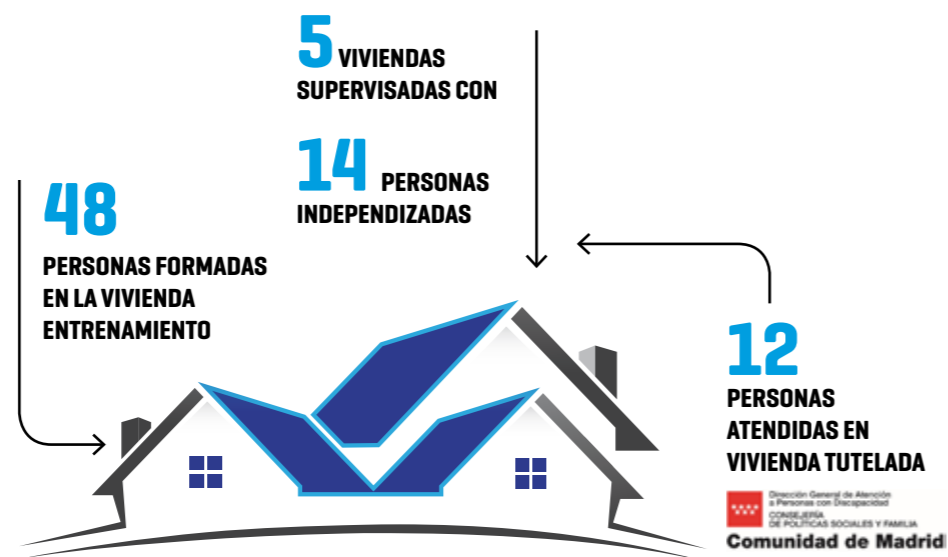 5 VIVIENDAS
SUPERVISADAS CON
14 PERSONAS
INDEPENDIZADAS
48
PERSONAS FORMADAS
EN LA VIVIENDA
ENTRENAMIENTO
12
PERSONAS
ATENDIDAS EN
VIVIENDA TUTELADA
Dirección General de Atención
a Personas con Discapacidad
CONSEJERÍA
DE POLÍTICAS SOCIALES Y FAMILIA
Comunidad de Madrid